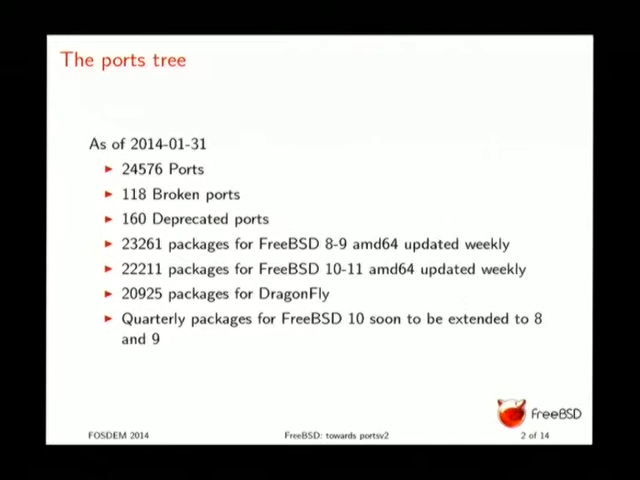 The ports tree
As of 2014-01-31
24576 Ports
118 Broken ports
160 Deprecated ports
23261 packages for FreeBSD 8-9 amd64 updated weekly
22211 packages for FreeBSD 10-11 amd64 updated weekly
20925 packages for DragonFly
Quarterly packages for FreeBSD 10 soon to be extended to 8
and 9
FreeBSD
FOSDEM 2014
FreeBSD: towards portsv2
2 of 14